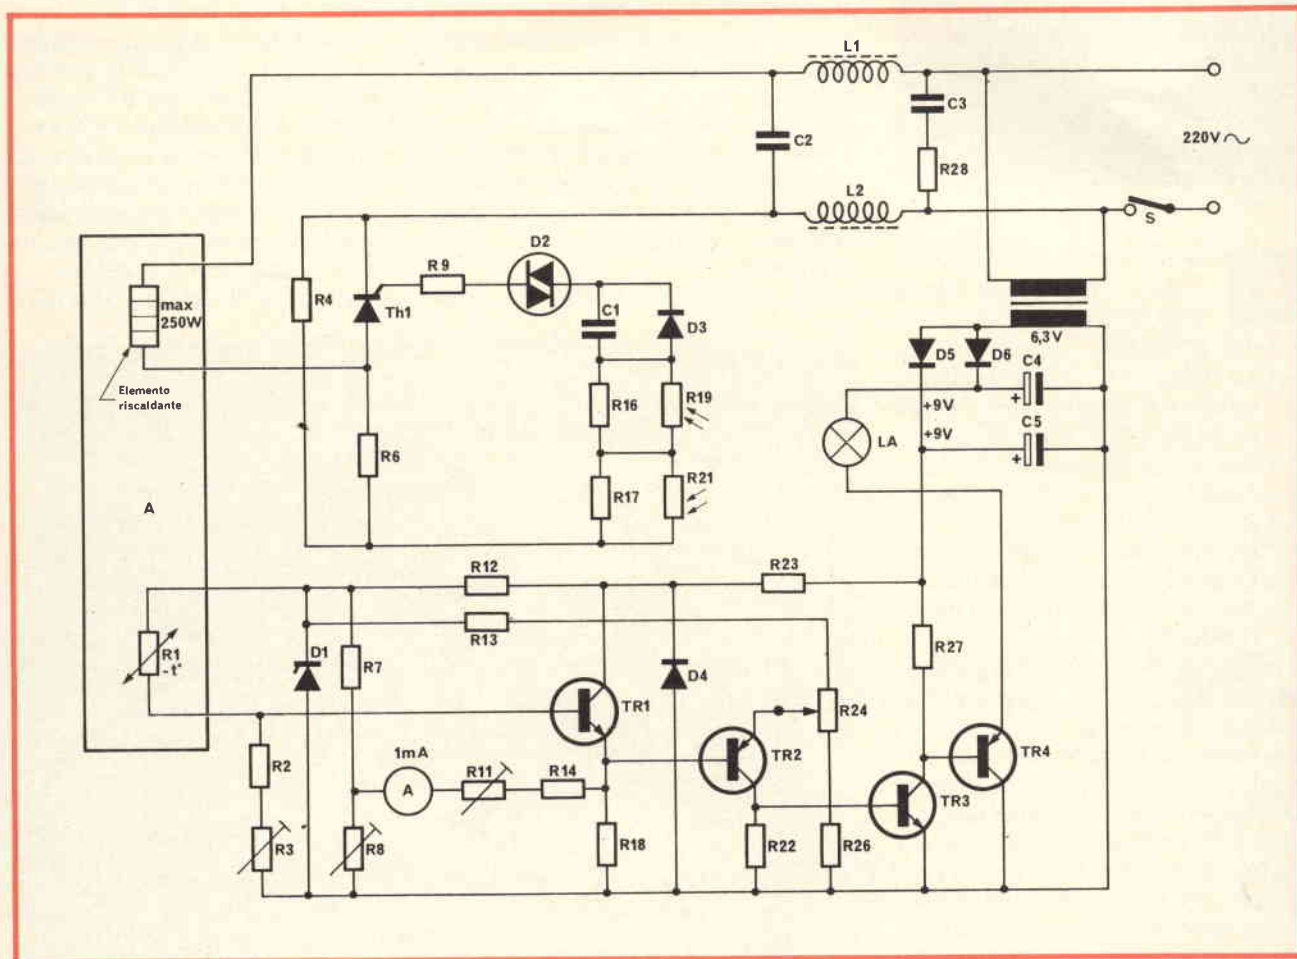 L1
C3
C2
220V ~
R28
L2
S
D2
R 9
R4
Th1
C1
D3
max
250W
6,3 V
D5
D6
C4
Elemento
riscaldante
R16
R19
+9V
+
+9V
C5
LA
+
R6
R17
R21
A
R12
R23
R13
R1
-t°
D1
R7
R27
D4
TR1
R24
1mA
TR2
TR4
R2
A
R11
R14
TR3
R3
R8
R18
R22
R26